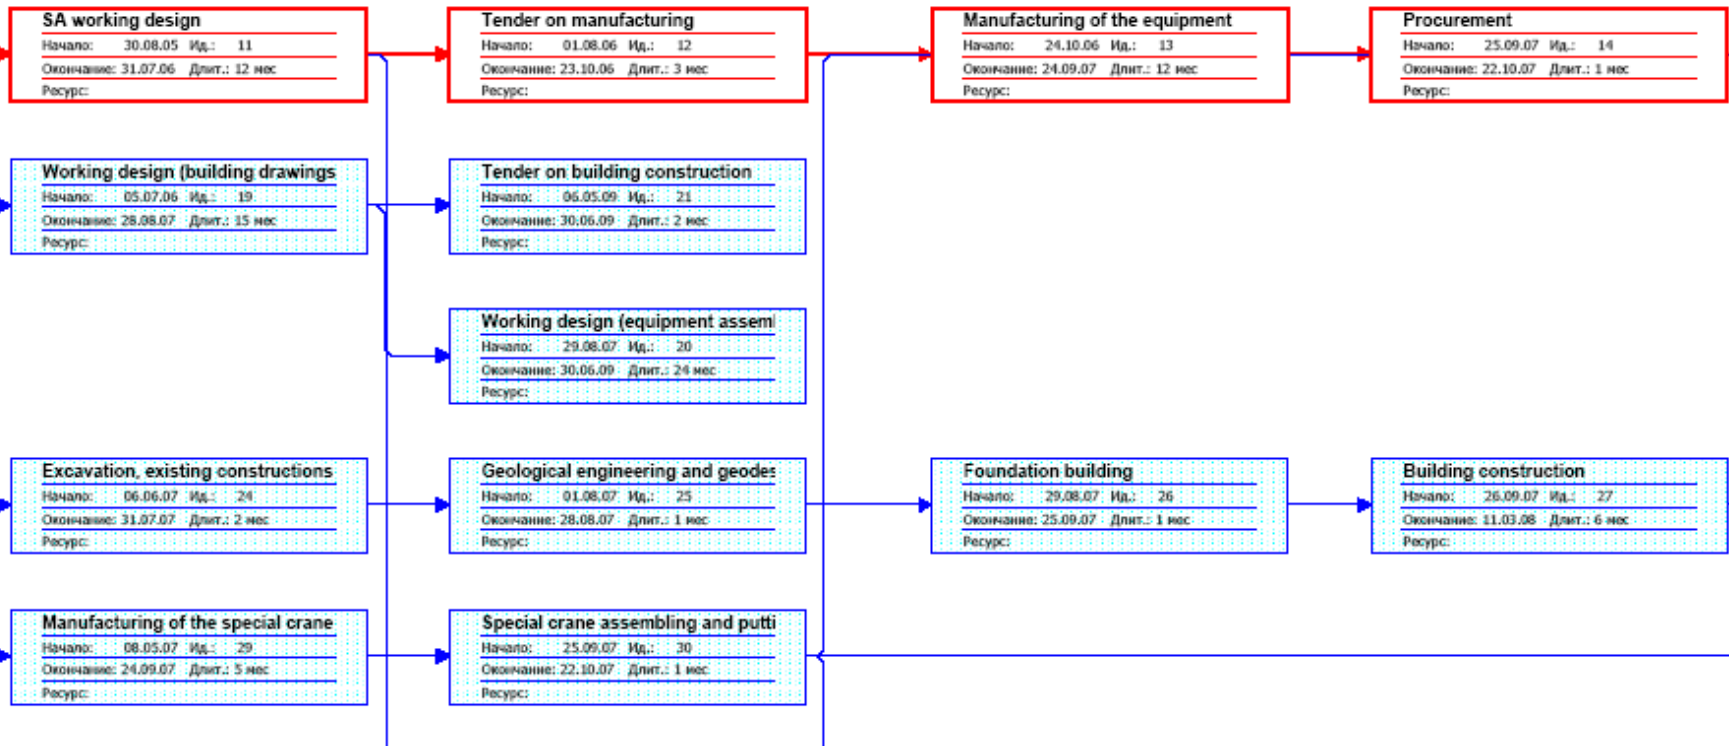 SA working design
Начало: 30.08.05 Ид.: 11
Окончание: 31.07.06 Длит.: 12 мес
Ресурс:
Tender on manufacturing
Начало: 01.08.06 Ид.: 12
Окончание: 23.10.06 Длит.: 3 мес
Ресурс:
Manufacturing of the equipment
Начало: 24.10.06 Ид.: 13
Окончание: 24.09.07 Длит.: 12 мес
Ресурс:
Procurement
Начало: 25.09.07 Ид.: 14
Окончание: 22.10.07 Длит.: 1 мес
Ресурс:
Working design (building drawings
Начало: 05.07.06 Ид.: 19
Окончание: 28.08.07 Длит.: 15 мес
Ресурс:
Tender on building construction
Начало: 06.05.09 Ид.: 21
Окончание: 30.06.09 Длит.: 2 мес
Ресурс:
Working design (equipment asseml
Начало: 29.08.07 Ид.: 20
Окончание: 30.06.09 Длит.: 24 мес
Ресурс:
Excavation, existing constructions
Начало: 06.06.07 Ид.: 24
Окончание: 31.07.07 Длит.: 2 мес
Ресурс:
Geological engineering and geodes
Начало: 01.08.07 Ид.: 25
Окончание: 28.08.07 Длит.: 1 мес
Ресурс:
Foundation building
Начало: 29.08.07 Ид.: 26
Окончание: 25.09.07 Длит.: 1 мес
Ресурс:
Building construction
Начало: 26.09.07 Ид.: 27
Окончание: 11.03.08 Длит.: 6 мес
Ресурс:
Manufacturing of the special crane
Начало: 08.05.07 Ид.: 29
Окончание: 24.09.07 Длит.: 5 мес
Ресурс:
Special crane assembling and putti
Начало: 25.09.07 Ид.: 30
Окончание: 22.10.07 Длит.: 1 мес
Ресурс: